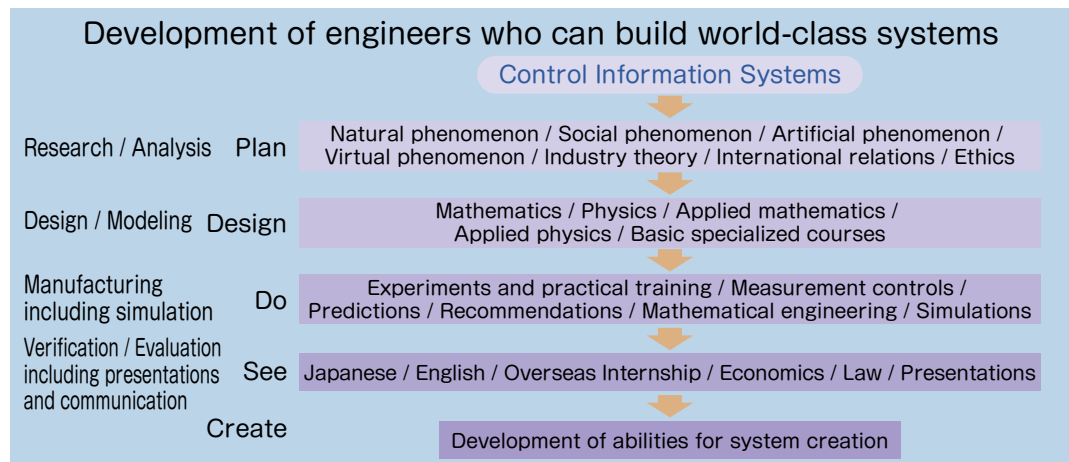 Development of engineers who can build world-class systems
Control Information Systems
Research / Analysis Plan
Natural phenomenon / Social phenomenon / Artificial phenomenon /
Virtual phenomenon / Industry theory / International relations / Ethics
Design / Modeling Design
Mathematics / Physics / Applied mathematics /
Applied physics / Basic specialized courses
Manufacturing
including simulation
Do
Experiments and practical training / Measurement controls /
Predictions / Recommendations / Mathematical engineering / Simulations
Verification / Evaluation
including presentations
and communication
See
Japanese / English / Overseas Internship / Economics / Law / Presentations
Create
Development of abilities for system creation